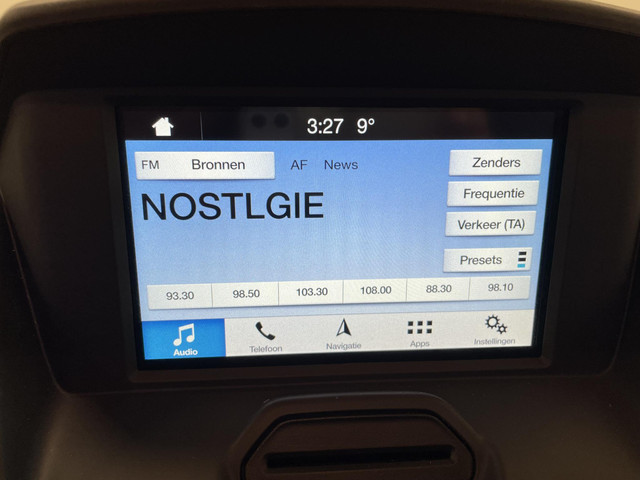 3:27 9°
FM Bronnen AF News Zenders
NOSTLGIE
Frequentie
Verkeer (TA)
Presets
93.30 98.50 103.30 108.00 88.30 98.10
Audio Telefoon Navigatie Apps Instellingen